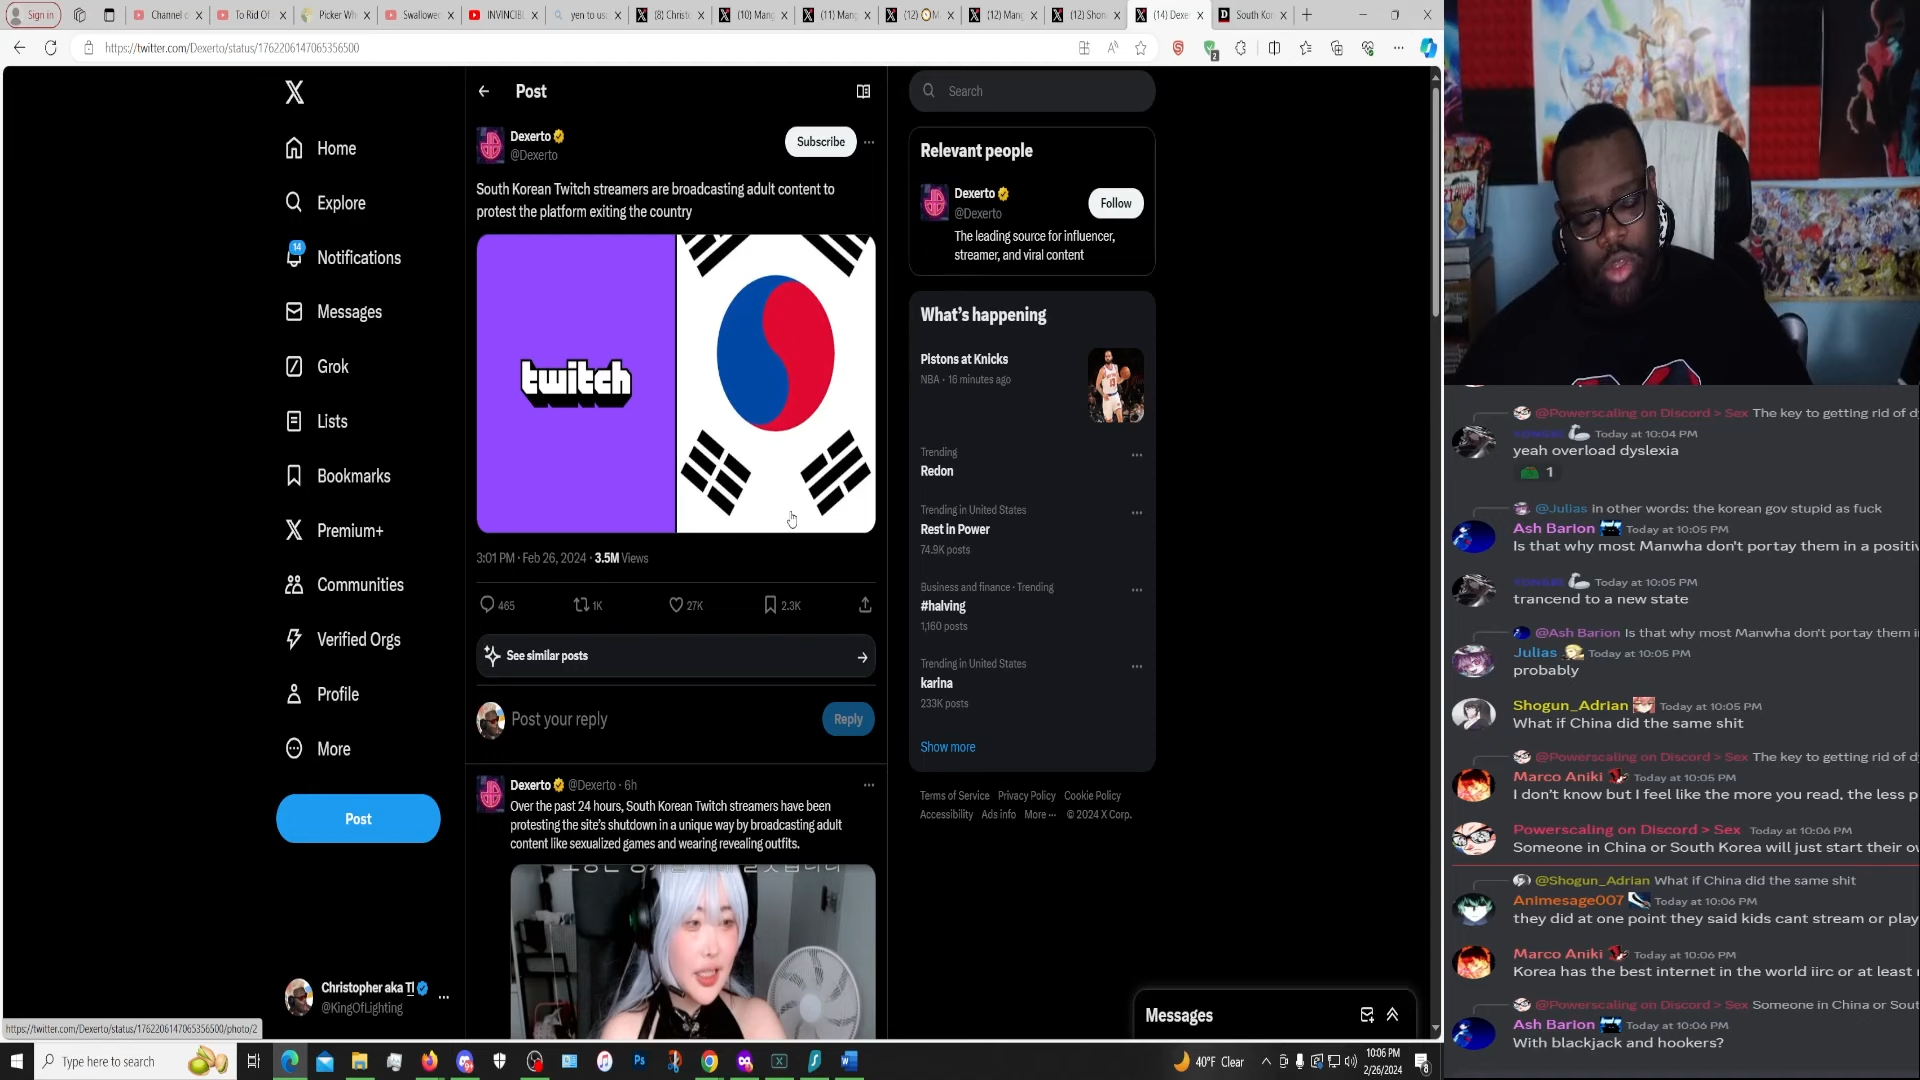 Sign in
Channel c
To Rid Of
Picker Wh
Swallowed
INVINCIBL
yen to usd
(8) Christo
(10) Mang
(11) Mang
(12) Mang
(12) Shon
(14) Dexe
South Kor
https://twitter.com/Dexerto/status/1762206147065356500
2
Post
Search
Home
Explore
14
Notifications
Messages
Grok
Lists
Bookmarks
Premium+
Communities
Verified Orgs
Profile
More
Post
Christopher aka T!
@KingOfLighting
Dexerto
@Dexerto
Subscribe
South Korean Twitch streamers are broadcasting adult content to
protest the platform exiting the country
twitch
3:01 PM · Feb 26, 2024 · 3.5M Views
465
1K
27K
2.3K
See similar posts
Post your reply
Reply
Dexerto @Dexerto · 6h
Over the past 24 hours, South Korean Twitch streamers have been
protesting the site's shutdown in a unique way by broadcasting adult
content like sexualized games and wearing revealing outfits.
Relevant people
Dexerto
@Dexerto
Follow
The leading source for influencer,
streamer, and viral content
What's happening
Pistons at Knicks
NBA · 16 minutes ago
Trending
Redon
Trending in United States
Rest in Power
74.9K posts
Business and finance · Trending
#halving
1,160 posts
Trending in United States
karina
233K posts
Show more
Terms of Service Privacy Policy Cookie Policy
Accessibility Ads info More ··· © 2024 X Corp.
Messages
@Powerscaling on Discord > Sex The key to getting rid of dy
Today at 10:04 PM
yeah overload dyslexia
1
@Julias in other words: the korean gov stupid as fuck
Ash Barion Today at 10:05 PM
Is that why most Manwha don't portay them in a positiv
Today at 10:05 PM
trancend to a new state
@Ash Barion Is that why most Manwha don't portay them i
Julias Today at 10:05 PM
probably
Shogun_Adrian Today at 10:05 PM
What if China did the same shit
@Powerscaling on Discord > Sex The key to getting rid of dy
Marco Aniki Today at 10:05 PM
I don't know but I feel like the more you read, the less p
Powerscaling on Discord > Sex Today at 10:06 PM
Someone in China or South Korea will just start their ow
@Shogun_Adrian What if China did the same shit
Animesage007 Today at 10:06 PM
they did at one point they said kids cant stream or play
Marco Aniki Today at 10:06 PM
Korea has the best internet in the world iirc or at least
@Powerscaling on Discord > Sex Someone in China or Sout
Ash Barion Today at 10:06 PM
With blackjack and hookers?
https://twitter.com/Dexerto/status/1762206147065356500/photo/2
Type here to search
40°F Clear
10:06 PM
2/26/2024
8